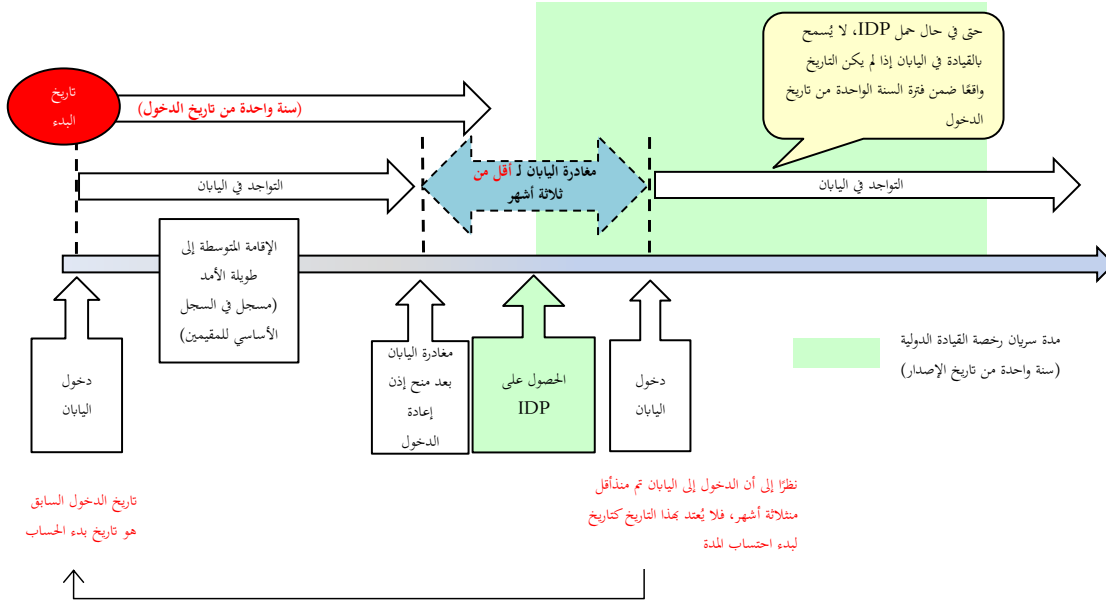 حتى في حال حمل IDP، لا يُسمح
بالقيادة في اليابان إذا لم يكن التاريخ
واقعًا ضمن فترة السنة الواحدة من تاريخ
الدخول
تاريخ
البدء
(سنة واحدة من تاريخ الدخول)
التواجد في اليابان
مغادرة اليابان لـ أقل من
ثلاثة أشهر
التواجد في اليابان
الإقامة المتوسطة إلى
طويلة الأمد
(مسجل في السجل
الأساسي للمقيمين)
دخول
اليابان
مغادرة اليابان
بعد منح إذن
إعادة
الدخول
الحصول على
IDP
دخول
اليابان
مدة سريان رخصة القيادة الدولية
(سنة واحدة من تاريخ الإصدار)
تاريخ الدخول السابق
هو تاريخ بدء الحساب
نظرًا إلى أن الدخول إلى اليابان تم منذأقل
منثلاثة أشهر، فلا يُعتد بهذا التاريخ كتاريخ
لبدء احتساب المدة